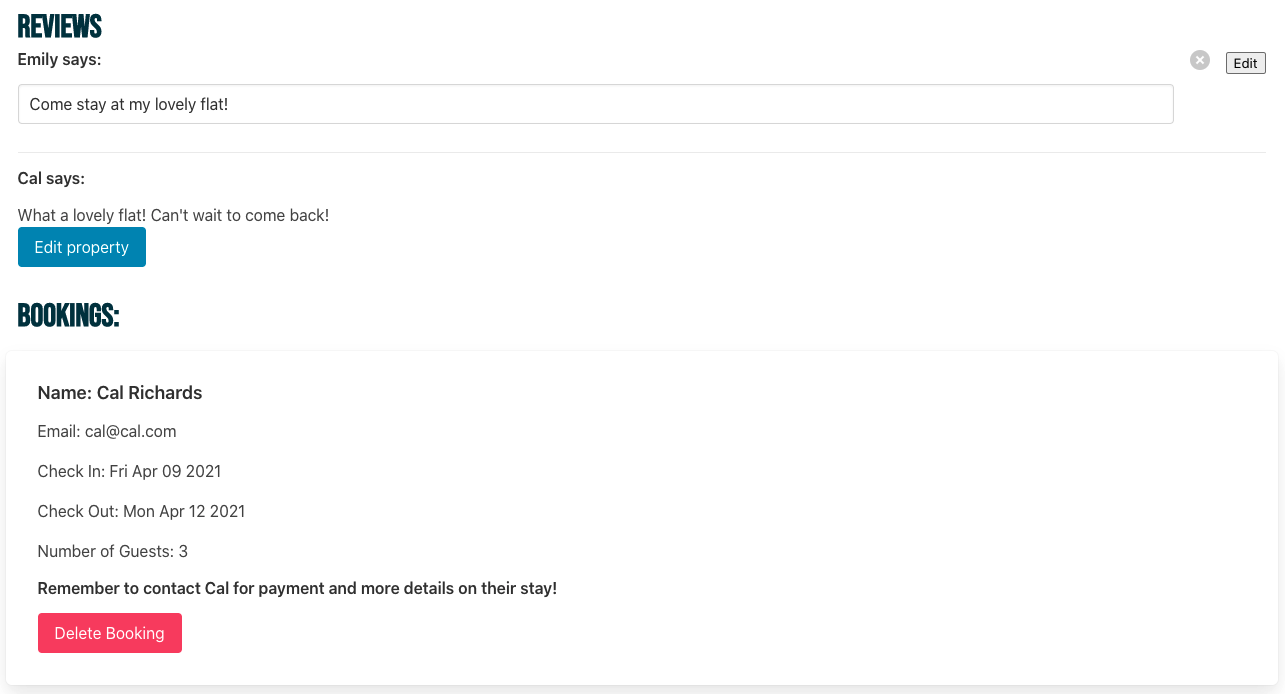 REVIEWS
Emily says:
Edit
Come stay at my lovely flat!
Cal says:
What a lovely flat! Can't wait to come back!
Edit property
BOOKINGS:
Name: Cal Richards
Email: cal@cal.com
Check In: Fri Apr 09 2021
Check Out: Mon Apr 12 2021
Number of Guests: 3
Remember to contact Cal for payment and more details on their stay!
Delete Booking